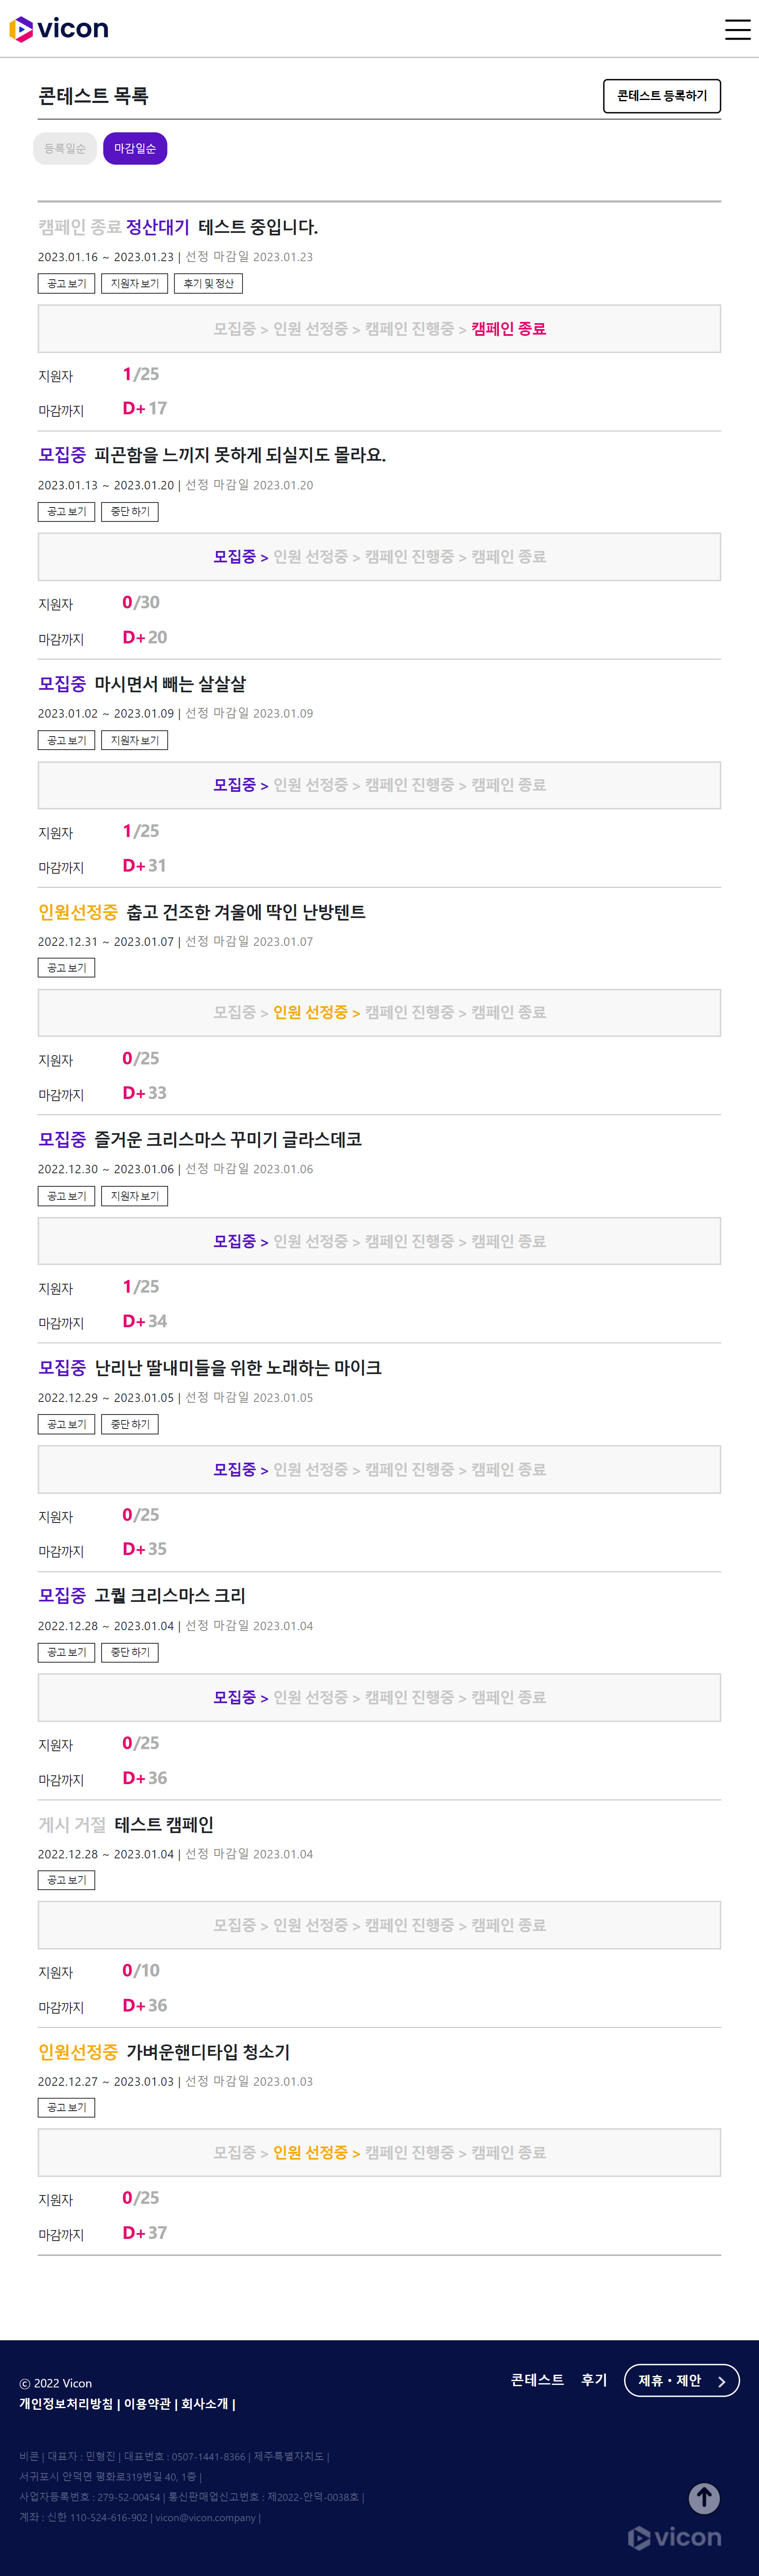 vicon
콘테스트 목록
콘테스트 등록하기
등록일순 마감일순
캠페인 종료 정산대기 테스트 중입니다.
2023.01.16 ~ 2023.01.23 | 선정 마감일 2023.01.23
공고 보기 지원자 보기 후기 및 정산
모집중 > 인원 선정중 > 캠페인 진행중 > 캠페인 종료
지원자 1/25
마감까지 D+ 17
모집중 피곤함을 느끼지 못하게 되실지도 몰라요.
2023.01.13 ~ 2023.01.20 | 선정 마감일 2023.01.20
공고 보기 중단 하기
모집중 > 인원 선정중 > 캠페인 진행중 > 캠페인 종료
지원자 0/30
마감까지 D+ 20
모집중 마시면서 빼는 살살살
2023.01.02 ~ 2023.01.09 | 선정 마감일 2023.01.09
공고 보기 지원자 보기
모집중 > 인원 선정중 > 캠페인 진행중 > 캠페인 종료
지원자 1/25
마감까지 D+ 31
인원선정중 춥고 건조한 겨울에 딱인 난방텐트
2022.12.31 ~ 2023.01.07 | 선정 마감일 2023.01.07
공고 보기
모집중 > 인원 선정중 > 캠페인 진행중 > 캠페인 종료
지원자 0/25
마감까지 D+ 33
모집중 즐거운 크리스마스 꾸미기 글라스데코
2022.12.30 ~ 2023.01.06 | 선정 마감일 2023.01.06
공고 보기 지원자 보기
모집중 > 인원 선정중 > 캠페인 진행중 > 캠페인 종료
지원자 1/25
마감까지 D+ 34
모집중 난리난 딸내미들을 위한 노래하는 마이크
2022.12.29 ~ 2023.01.05 | 선정 마감일 2023.01.05
공고 보기 중단 하기
모집중 > 인원 선정중 > 캠페인 진행중 > 캠페인 종료
지원자 0/25
마감까지 D+ 35
모집중 고퀄 크리스마스 크리
2022.12.28 ~ 2023.01.04 | 선정 마감일 2023.01.04
공고 보기 중단 하기
모집중 > 인원 선정중 > 캠페인 진행중 > 캠페인 종료
지원자 0/25
마감까지 D+ 36
게시 거절 테스트 캠페인
2022.12.28 ~ 2023.01.04 | 선정 마감일 2023.01.04
공고 보기
모집중 > 인원 선정중 > 캠페인 진행중 > 캠페인 종료
지원자 0/10
마감까지 D+ 36
인원선정중 가벼운핸디타입 청소기
2022.12.27 ~ 2023.01.03 | 선정 마감일 2023.01.03
공고 보기
모집중 > 인원 선정중 > 캠페인 진행중 > 캠페인 종료
지원자 0/25
마감까지 D+ 37
콘테스트 후기 제휴・제안
ⓒ 2022 Vicon
개인정보처리방침 | 이용약관 | 회사소개 |
비콘 | 대표자 : 민형진 | 대표번호 : 0507-1441-8366 | 제주특별자치도 |
서귀포시 안덕면 평화로319번길 40, 1층 |
사업자등록번호 : 279-52-00454 | 통신판매업신고번호 : 제2022-안덕-0038호 |
계좌 : 신한 110-524-616-902 | vicon@vicon.company |
vicon